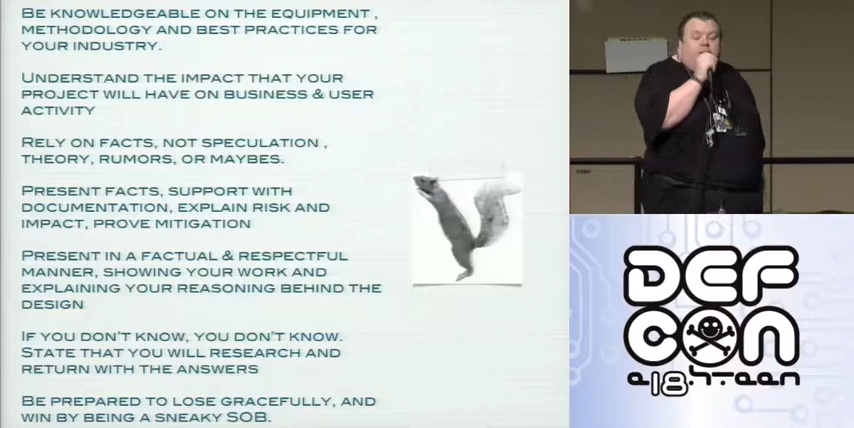 BE KNOWLEDGEABLE ON THE EQUIPMENT ,
METHODOLOGY AND BEST PRACTICES FOR
YOUR INDUSTRY.
UNDERSTAND THE IMPACT THAT YOUR
PROJECT WILL HAVE ON BUSINESS & USER
ACTIVITY
RELY ON FACTS, NOT SPECULATION ,
THEORY, RUMORS, OR MAYBES.
PRESENT FACTS, SUPPORT WITH
DOCUMENTATION, EXPLAIN RISK AND
IMPACT, PROVE MITIGATION
PRESENT IN A FACTUAL & RESPECTFUL
MANNER, SHOWING YOUR WORK AND
EXPLAINING YOUR REASONING BEHIND THE
DESIGN
IF YOU DON'T KNOW, YOU DON'T KNOW.
STATE THAT YOU WILL RESEARCH AND
RETURN WITH THE ANSWERS
BE PREPARED TO LOSE GRACEFULLY, AND
WIN BY BEING A SNEAKY SOB.
DEF
CON
e18h-teen